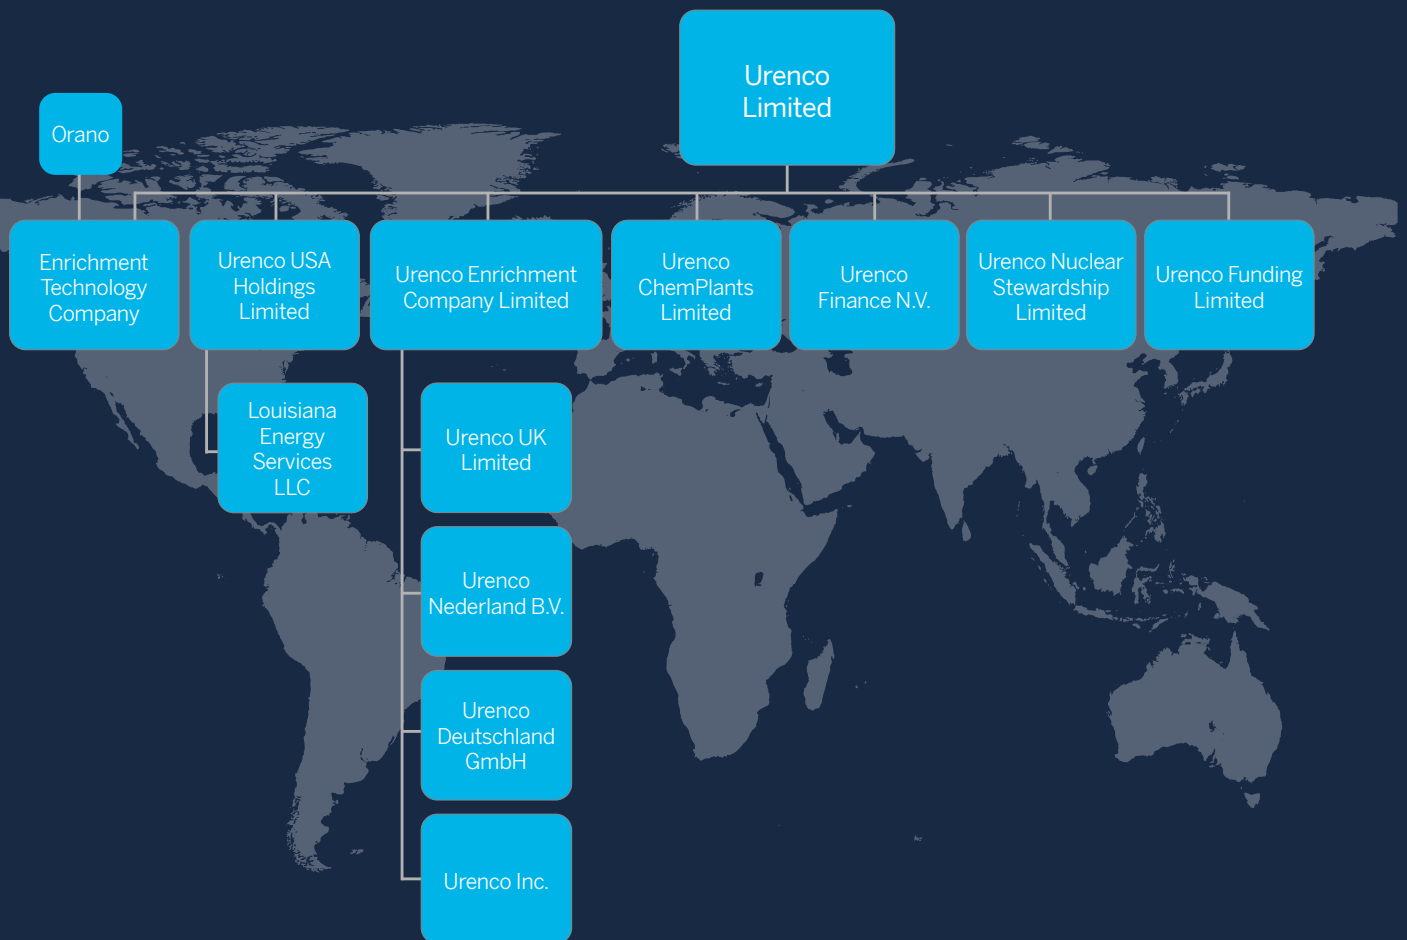 Urenco
Limited
Orano
Enrichment
Technology
Company
Urenco USA
Holdings
Limited
Urenco Enrichment
Company Limited
Urenco
ChemPlants
Limited
Urenco
Finance N.V.
Urenco Nuclear
Stewardship
Limited
Urenco Funding
Limited
Louisiana
Energy
Services
LLC
Urenco UK
Limited
Urenco
Nederland B.V.
Urenco
Deutschland
GmbH
Urenco Inc.